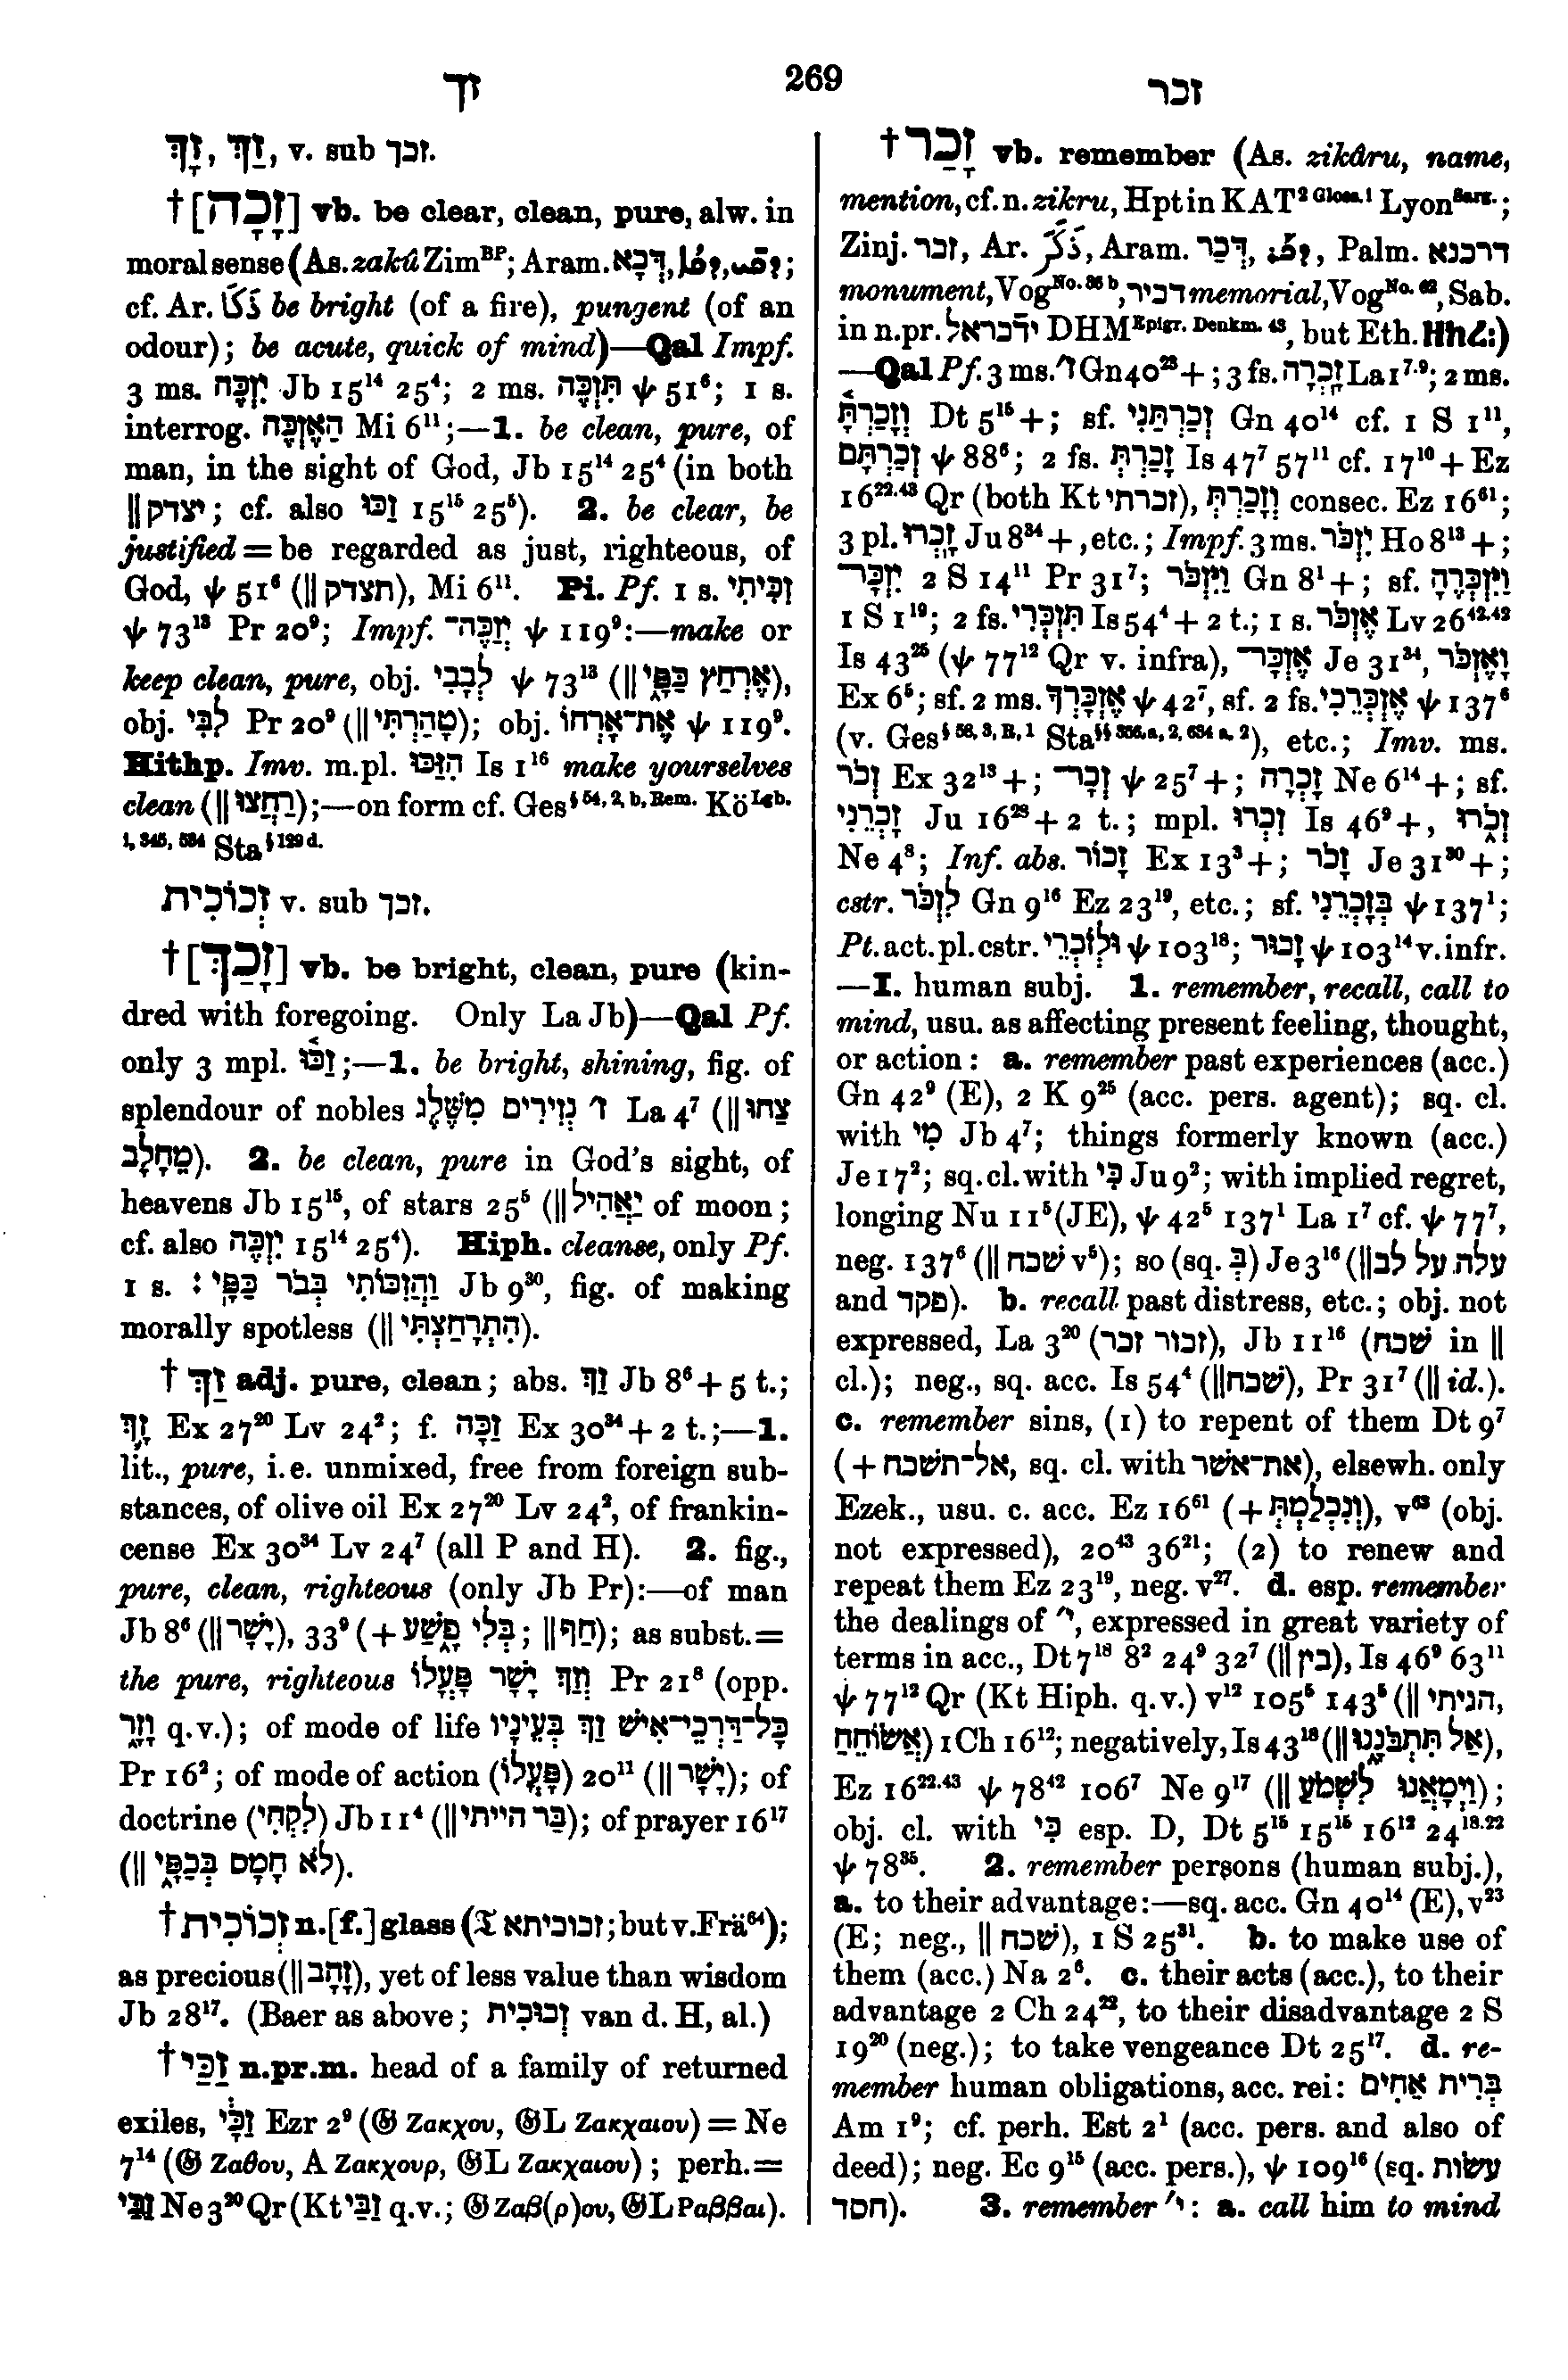 זך 269 זכר
זַךְ, זָךְ, v. sub זכך.
†[זָכָה] vb. be clear, clean, pure, alw. in
moral sense (As. zakû Zim^BP; Aram. דְּכָא,
cf. Ar. be bright (of a fire), pungent (of an
odour); be acute, quick of mind)—Qal Impf.
3 ms. יִזְכֶּה Jb 15^14 25^4; 2 ms. תִּזְכֶּה ψ 51^6; 1 s.
interrog. הַאֶזְכֶּה Mi 6^11;—1. be clean, pure, of
man, in the sight of God, Jb 15^14 25^4 (in both
‖יצדק; cf. also זַכּוּ 15^15 25^5). 2. be clear, be
justified = be regarded as just, righteous, of
God, ψ 51^6 (‖תצדק), Mi 6^11. Pi. Pf. 1 s. זִכִּיתִי
ψ 73^13 Pr 20^9; Impf. יְזַכֶּה־ ψ 119^9:—make or
keep clean, pure, obj. לְבָבִי ψ 73^13 (‖אֶרְחַץ כַּפָּי),
obj. לִבִּי Pr 20^9 (‖טָהַרְתִּי); obj. אֶת־אָרְחוֹ ψ 119^9.
Hithp. Imv. m.pl. הִזַּכּוּ Is 1^16 make yourselves
clean (‖רַחֲצוּ);—on form cf. Ges^§ 54, 2, b, Rem. Kö^Lgb.
^I, 345, 534 Sta^§ 129 d.
זְכוֹכִית v. sub זכך.
†[זָכַךְ] vb. be bright, clean, pure (kin-
dred with foregoing. Only La Jb)—Qal Pf.
only 3 mpl. זַכּוּ;—1. be bright, shining, fig. of
splendour of nobles ז׳ נְזִירִים מִשֶּׁלֶג La 4^7 (‖צַחוּ
מֵחָלָב). 2. be clean, pure in God's sight, of
heavens Jb 15^15, of stars 25^5 (‖יַאֲהִיל of moon;
cf. also יִזְכֶּה 15^14 25^4). Hiph. cleanse, only Pf.
1 s. וַהֲזִכּוֹתִי בְּבֹר כַּפָּי: Jb 9^30, fig. of making
morally spotless (‖הִתְרָחַצְתִּי).
†זַךְ adj. pure, clean; abs. זַךְ Jb 8^6 + 5 t.;
זָךְ Ex 27^20 Lv 24^2; f. זַכָּה Ex 30^34 + 2 t.;—1.
lit., pure, i.e. unmixed, free from foreign sub-
stances, of olive oil Ex 27^20 Lv 24^2, of frankin-
cense Ex 30^34 Lv 24^7 (all P and H). 2. fig.,
pure, clean, righteous (only Jb Pr):—of man
Jb 8^6 (‖יָשָׁר), 33^9 (+ בְּלִי פָשַׁע; ‖חַף); as subst. =
the pure, righteous וְזַךְ יָשָׁר פָּעֳלוֹ Pr 21^8 (opp.
וָזָר q.v.); of mode of life כָּל־דַּרְכֵי־אִישׁ זַךְ בְּעֵינָיו
Pr 16^2; of mode of action (פָּעֳלוֹ) 20^11 (‖יָשָׁר); of
doctrine (לִקְחִי) Jb 11^4 (‖בַּר הייתי); of prayer 16^17
(‖לֹא חָמָס בְּכַפָּי).
†זְכוֹכִית n.[f.] glass (𝔗 זכוכיתא; but v. Frä^64);
as precious (‖זָהָב), yet of less value than wisdom
Jb 28^17. (Baer as above; זְכוּכִית van d. H, al.)
†זַכַּי n.pr.m. head of a family of returned
exiles, זַכָּי Ezr 2^9 (𝔊 Ζακχου, 𝔊L Ζακχαιου) = Ne
7^14 (𝔊 Ζαθου, A Ζακχουρ, 𝔊L Ζακχαιου); perh. =
זַכַּי Ne 3^20 Qr (Kt זַבַּי q.v.; 𝔊 Ζαβ(ρ)ου, 𝔊L Ραββαι).
†זָכַר vb. remember (As. zikâru, name,
mention, cf. n. zikru, Hpt in KAT^2 Gloss. I Lyon^Sarg.;
Zinj. זכר, Ar. ذَكَرَ, Aram. דְּכַר, Palm. דרכנא
monument, Vog^No. 36 b, דכיר memorial, Vog^No. 62, Sab.
in n.pr. יד̄כראל DHM^Epigr. Denkm. 43, but Eth. ዘከረ፡)
—Qal Pf. 3 ms. ז׳ Gn 40^23 +; 3 fs. זָֽכְרָה La 1^7.9; 2 ms.
וְזָכַרְתָּ Dt 5^15 +; sf. זְכַרְתַּנִי Gn 40^14 cf. 1 S 1^11,
זְכַרְתָּם ψ 88^6; 2 fs. זָכַרְתְּ Is 47^7 57^11 cf. 17^10 + Ez
16^22.43 Qr (both Kt זכרתי), וְזָכַרְתְּ consec. Ez 16^61;
3 pl. זָֽכְרוּ Ju 8^34 +, etc.; Impf. 3 ms. יִזְכֹּר Ho 8^13 +;
יִזְכָּר־ 2 S 14^11 Pr 31^7; וַיִּזְכֹּר Gn 8^1 +; sf. וַיִּזְכְּרֶהָ
1 S 1^19; 2 fs. תִּזְכְּרִי Is 54^4 + 2 t.; 1 s. אֶזְכֹּר Lv 26^42.42
Is 43^25 (ψ 77^12 Qr v. infra), אֶזְכָּר־ Je 31^34, וָאֶזְכֹּר
Ex 6^5; sf. 2 ms. אֶזְכָּרְךָ ψ 42^7, sf. 2 fs. אֶזְכְּרֵכִי ψ 137^6
(v. Ges^§ 58, 3, R, 1 Sta^§§ 356, a, 2, 634 a, 2), etc.; Imv. ms.
זְכֹר Ex 32^13 +; זְכָר־ ψ 25^7 +; זָכְרָה Ne 6^14 +; sf.
זָכְרֵנִי Ju 16^28 + 2 t.; mpl. זִכְרוּ Is 46^9 +, זְכֹרוּ
Ne 4^8; Inf. abs. זָכוֹר Ex 13^3 +; זָכֹר Je 31^20 +;
cstr. לִזְכֹּר Gn 9^16 Ez 23^19, etc.; sf. בְּזָכְרֵנִי ψ 137^1;
Pt. act. pl. cstr. וּלְזֹכְרֵי ψ 103^18; זָכוּר ψ 103^14 v. infr.
—I. human subj. 1. remember, recall, call to
mind, usu. as affecting present feeling, thought,
or action: a. remember past experiences (acc.)
Gn 42^9 (E), 2 K 9^25 (acc. pers. agent); sq. cl.
with מִי Jb 4^7; things formerly known (acc.)
Je 17^2; sq. cl. with כִּי Ju 9^2; with implied regret,
longing Nu 11^5 (JE), ψ 42^5 137^1 La 1^7 cf. ψ 77^7,
neg. 137^6 (‖שׁכח v^5); so (sq. בְּ) Je 3^16 (‖עלה על לב
and פקד). b. recall past distress, etc.; obj. not
expressed, La 3^20 (זכור זכר), Jb 11^16 (שׁכח in ‖
cl.); neg., sq. acc. Is 54^4 (‖שׁכח), Pr 31^7 (‖id.).
c. remember sins, (1) to repent of them Dt 9^7
(+ אל־תשׁכח, sq. cl. with את־אשׁר), elsewh. only
Ezek., usu. c. acc. Ez 16^61 (+ וְנִכְלַמְתְּ), v^63 (obj.
not expressed), 20^43 36^21; (2) to renew and
repeat them Ez 23^19, neg. v^27. d. esp. remember
the dealings of י׳, expressed in great variety of
terms in acc., Dt 7^18 8^2 24^9 32^7 (‖בין), Is 46^9 63^11
ψ 77^12 Qr (Kt Hiph. q.v.) v^12 105^5 143^5 (‖הגיתי,
אֲשׂוֹחֵחַ) 1 Ch 16^12; negatively, Is 43^18 (‖אַל תִּתְבֹּנָנוּ),
Ez 16^22.43 ψ 78^42 106^7 Ne 9^17 (‖וַיְמָאֲנוּ לִשְׁמֹעַ);
obj. cl. with כִּי esp. D, Dt 5^15 15^15 16^12 24^18.22
ψ 78^35. 2. remember persons (human subj.),
a. to their advantage:—sq. acc. Gn 40^14 (E), v^23
(E; neg., ‖שׁכח), 1 S 25^31. b. to make use of
them (acc.) Na 2^6. c. their acts (acc.), to their
advantage 2 Ch 24^22, to their disadvantage 2 S
19^20 (neg.); to take vengeance Dt 25^17. d. re-
member human obligations, acc. rei: בְּרִית אַחִים
Am 1^9; cf. perh. Est 2^1 (acc. pers. and also of
deed); neg. Ec 9^15 (acc. pers.), ψ 109^16 (sq. עשׂות
חסד). 3. remember י׳: a. call him to mind